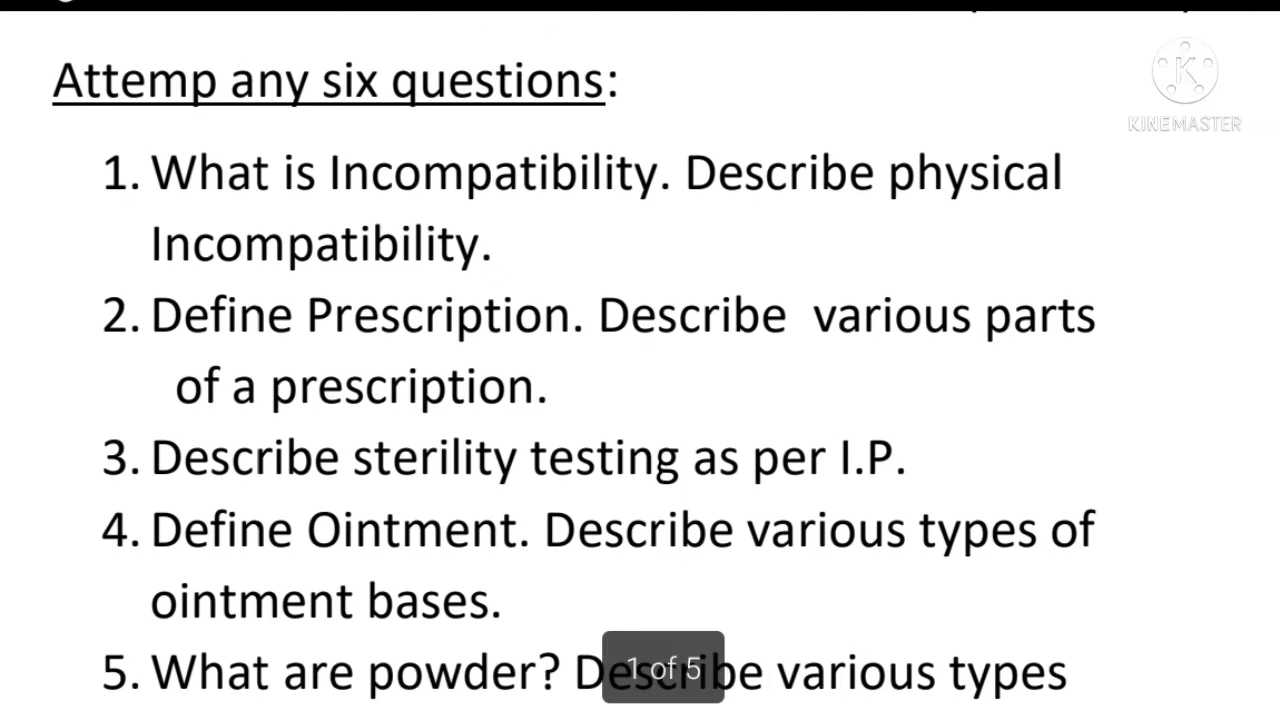 Attemp any six questions:
KINEMASTER
1. What is Incompatibility. Describe physical
Incompatibility.
2. Define Prescription. Describe various parts
of a prescription.
3. Describe sterility testing as per I.P.
4. Define Ointment. Describe various types of
ointment bases.
5. What are powder? Describe various types
1 of 5